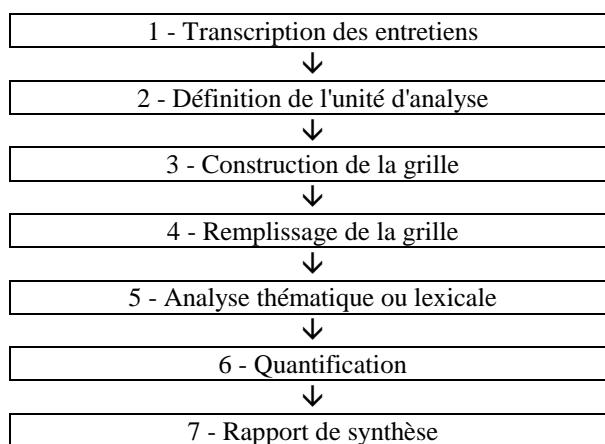 1 - Transcription des entretiens
2 - Définition de l'unité d'analyse
3 - Construction de la grille
4 - Remplissage de la grille
5 - Analyse thématique ou lexicale
6 - Quantification
7 - Rapport de synthèse